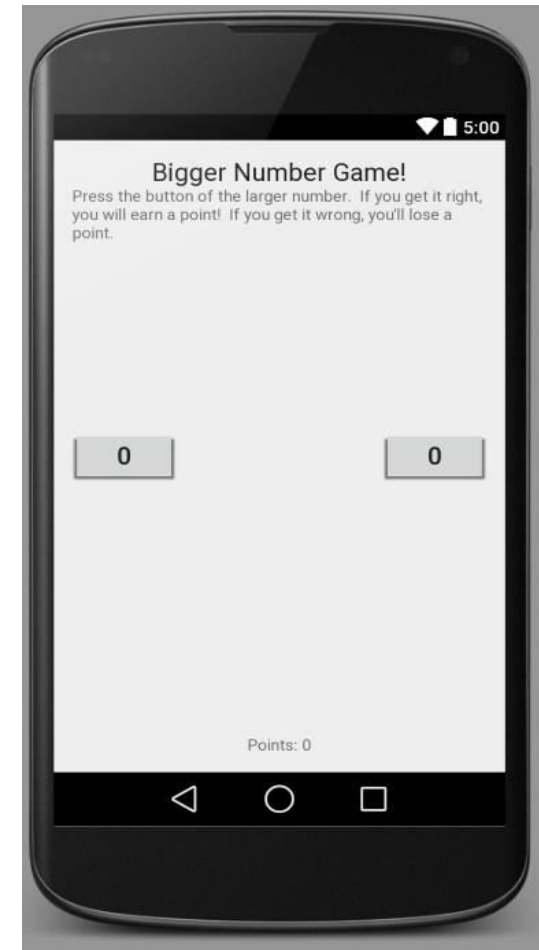 5:00
Bigger Number Game!
Press the button of the larger number.  If you get it right,
you will earn a point!  If you get it wrong, you'll lose a
point.
0
0
Points: 0